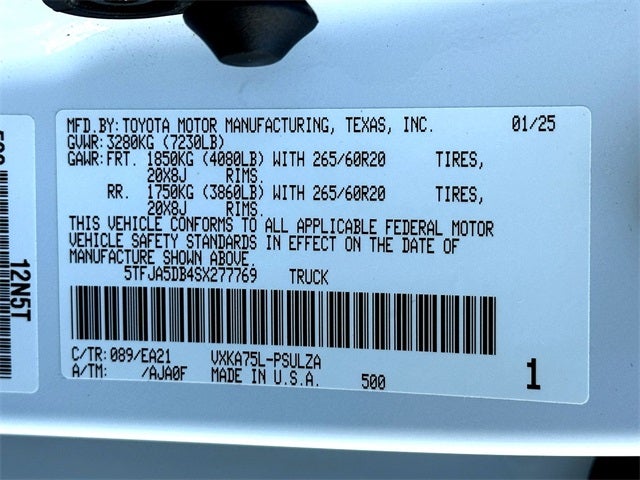 MFD.BY:TOYOTA MOTOR MANUFACTURING, TEXAS, INC. 01/25
GVWR:3280KG (7230LB)
GAWR:FRT. 1850KG (4080LB) WITH 265/60R20 TIRES,
20X8J RIMS.
RR. 1750KG (3860LB) WITH 265/60R20 TIRES,
20X8J RIMS.
THIS VEHICLE CONFORMS TO ALL APPLICABLE FEDERAL MOTOR
VEHICLE SAFETY STANDARDS IN EFFECT ON THE DATE OF
MANUFACTURE SHOWN ABOVE.
5TFJA5DB4SX277769 TRUCK
C/TR:089/EA21 VXKA75L-PSULZA
A/TM: /AJA0F MADE IN U.S.A. 500 1
12N5T